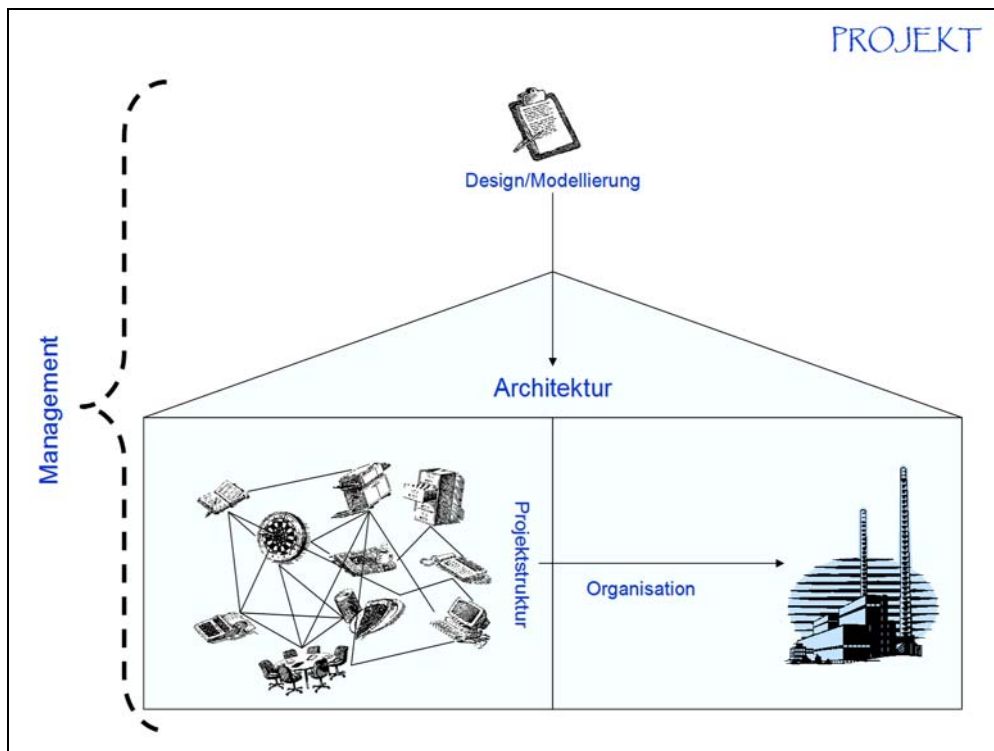 PROJEKT
Design/Modellierung
Management
Architektur
Projektstruktur
Organisation